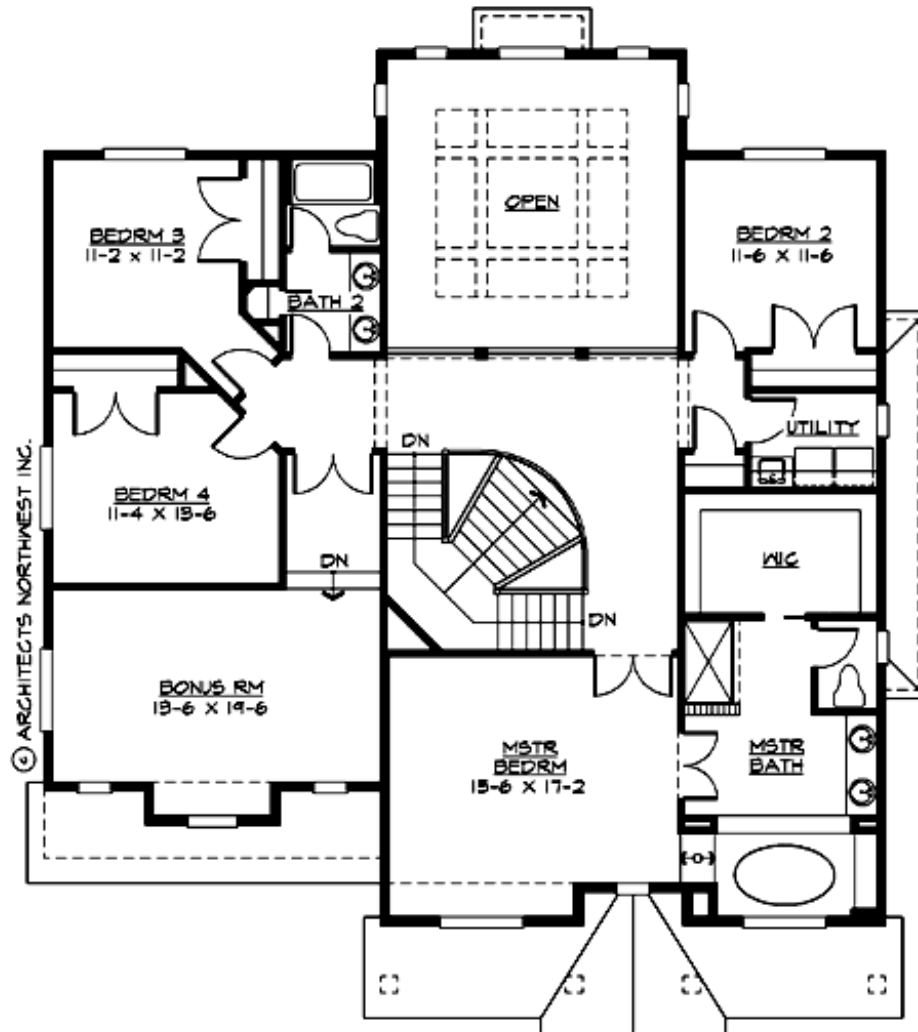 OPEN
BEDRM 3
11-2 x 11-2
BEDRM 2
11-6 x 11-6
BATH 2
UTILITY
DN
BEDRM 4
11-4 X 13-6
WIC
DN
DN
BONUS RM
13-6 X 19-6
MSTR
BEDRM
15-6 X 17-2
MSTR
BATH
© ARCHITECTS NORTHWEST INC.